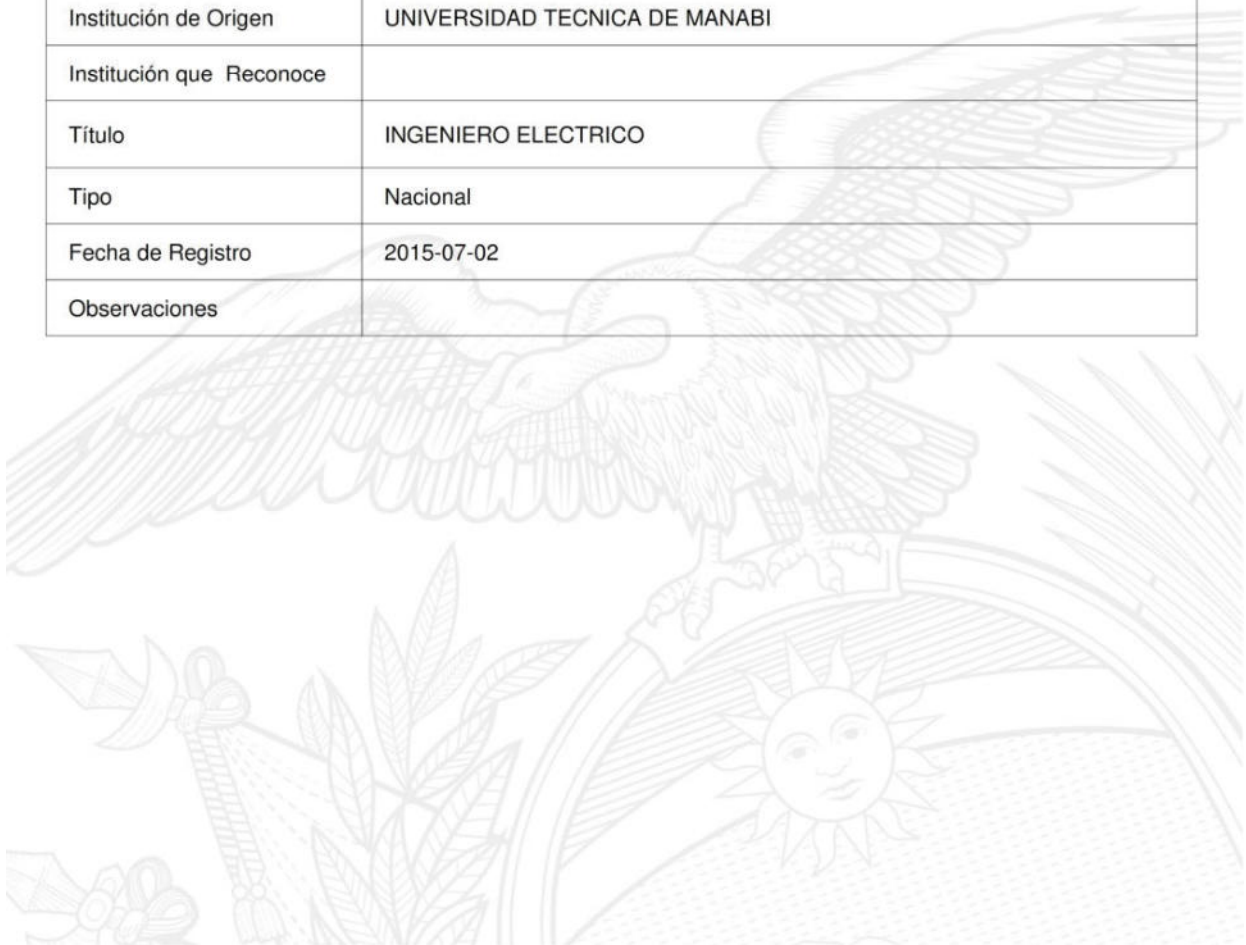 Institución de Origen UNIVERSIDAD TECNICA DE MANABI
Institución que Reconoce
Título INGENIERO ELECTRICO
Tipo Nacional
Fecha de Registro 2015-07-02
Observaciones